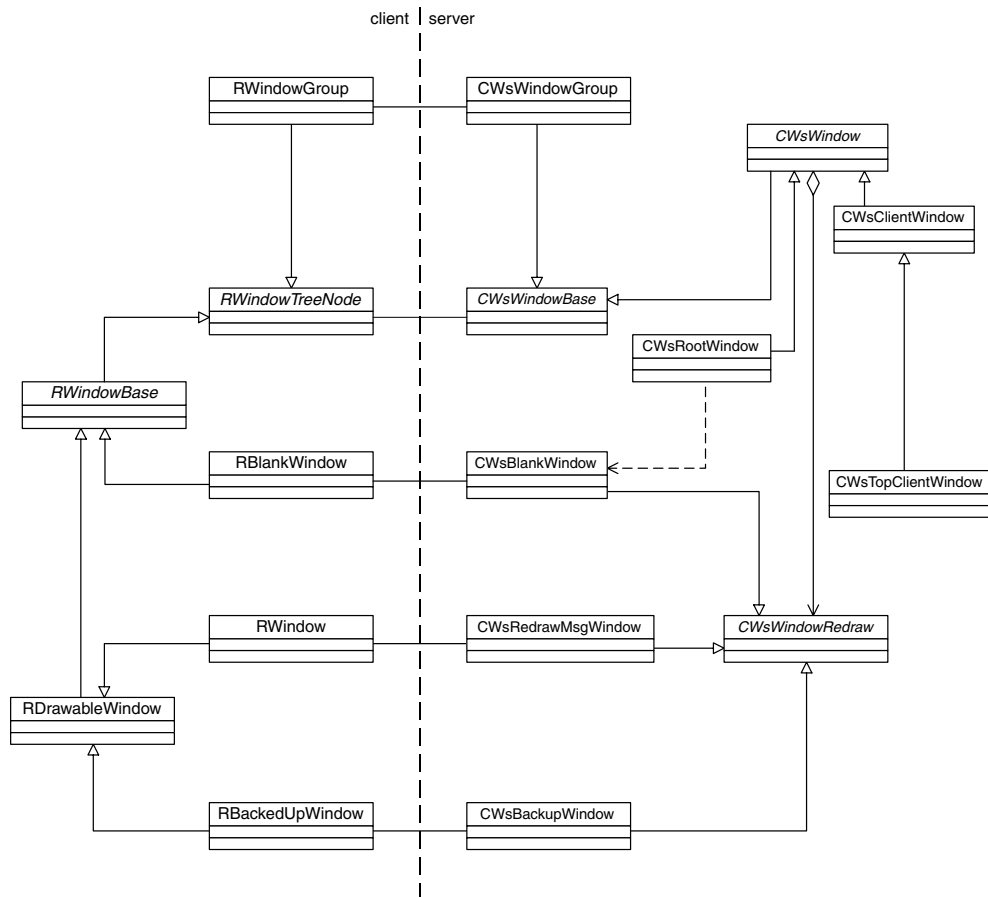 client
server
RWindowGroup
CWsWindowGroup
CWsWindow
CWsClientWindow
RWindowTreeNode
CWsWindowBase
CWsRootWindow
RWindowBase
RBlankWindow
CWsBlankWindow
CWsTopClientWindow
RWindow
CWsRedrawMsgWindow
CWsWindowRedraw
RDrawableWindow
RBackedUpWindow
CWsBackupWindow